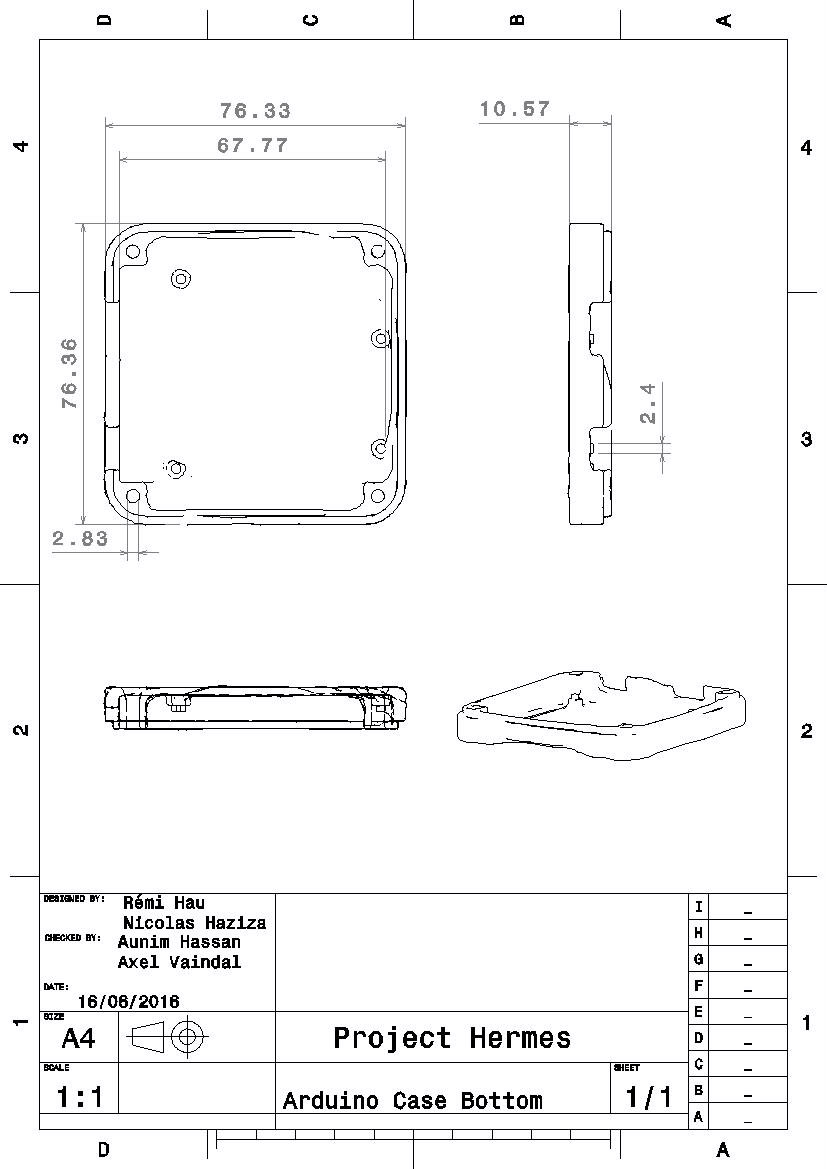 D C B A
76.33
10.57
67.77
4 4
76.36
2.4
3 3
2.83
2 2
DESIGNED BY: Rémi Hau
Nicolas Haziza
CHECKED BY: Aunim Hassan
Axel Vaindal
DATE:
16/06/2016
SIZE
A4
SCALE
1:1
Project Hermes
Arduino Case Bottom
SHEET
1/1
I _
H _
G _
F _
E _
D _
C _
B _
A _
1 1
D A